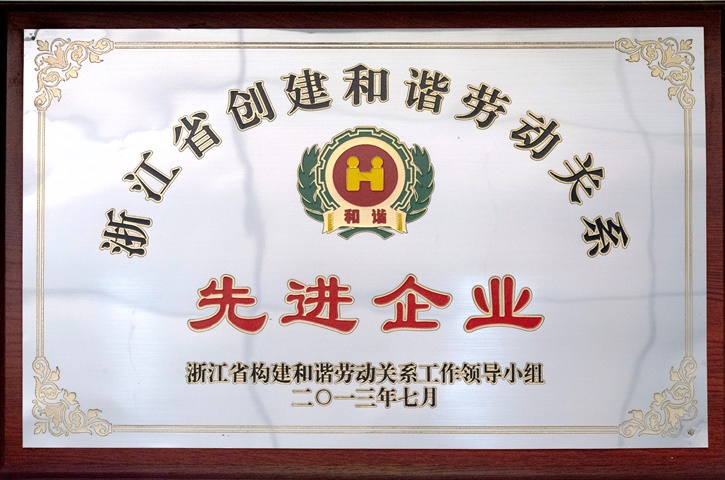 浙江省创建和谐劳动关系
和谐
先进企业
浙江省构建和谐劳动关系工作领导小组
二〇一三年七月